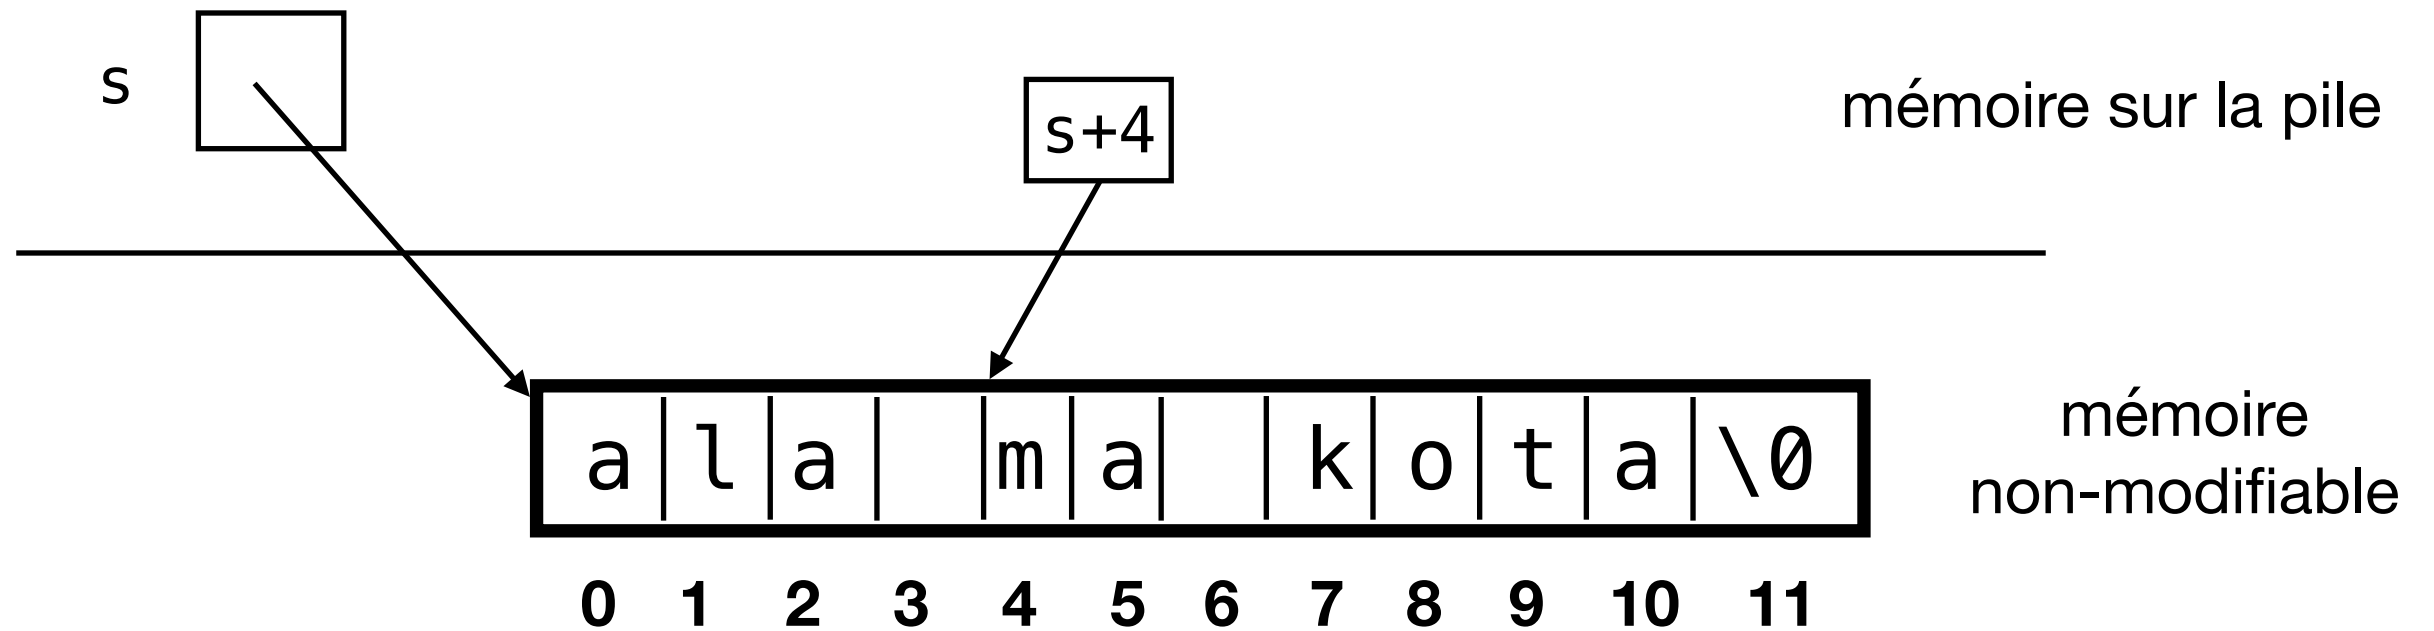 s
s+4
mémoire sur la pile
a l a   m a   k o t a \0
mémoire
non-modifiable
0 1 2 3 4 5 6 7 8 9 10 11